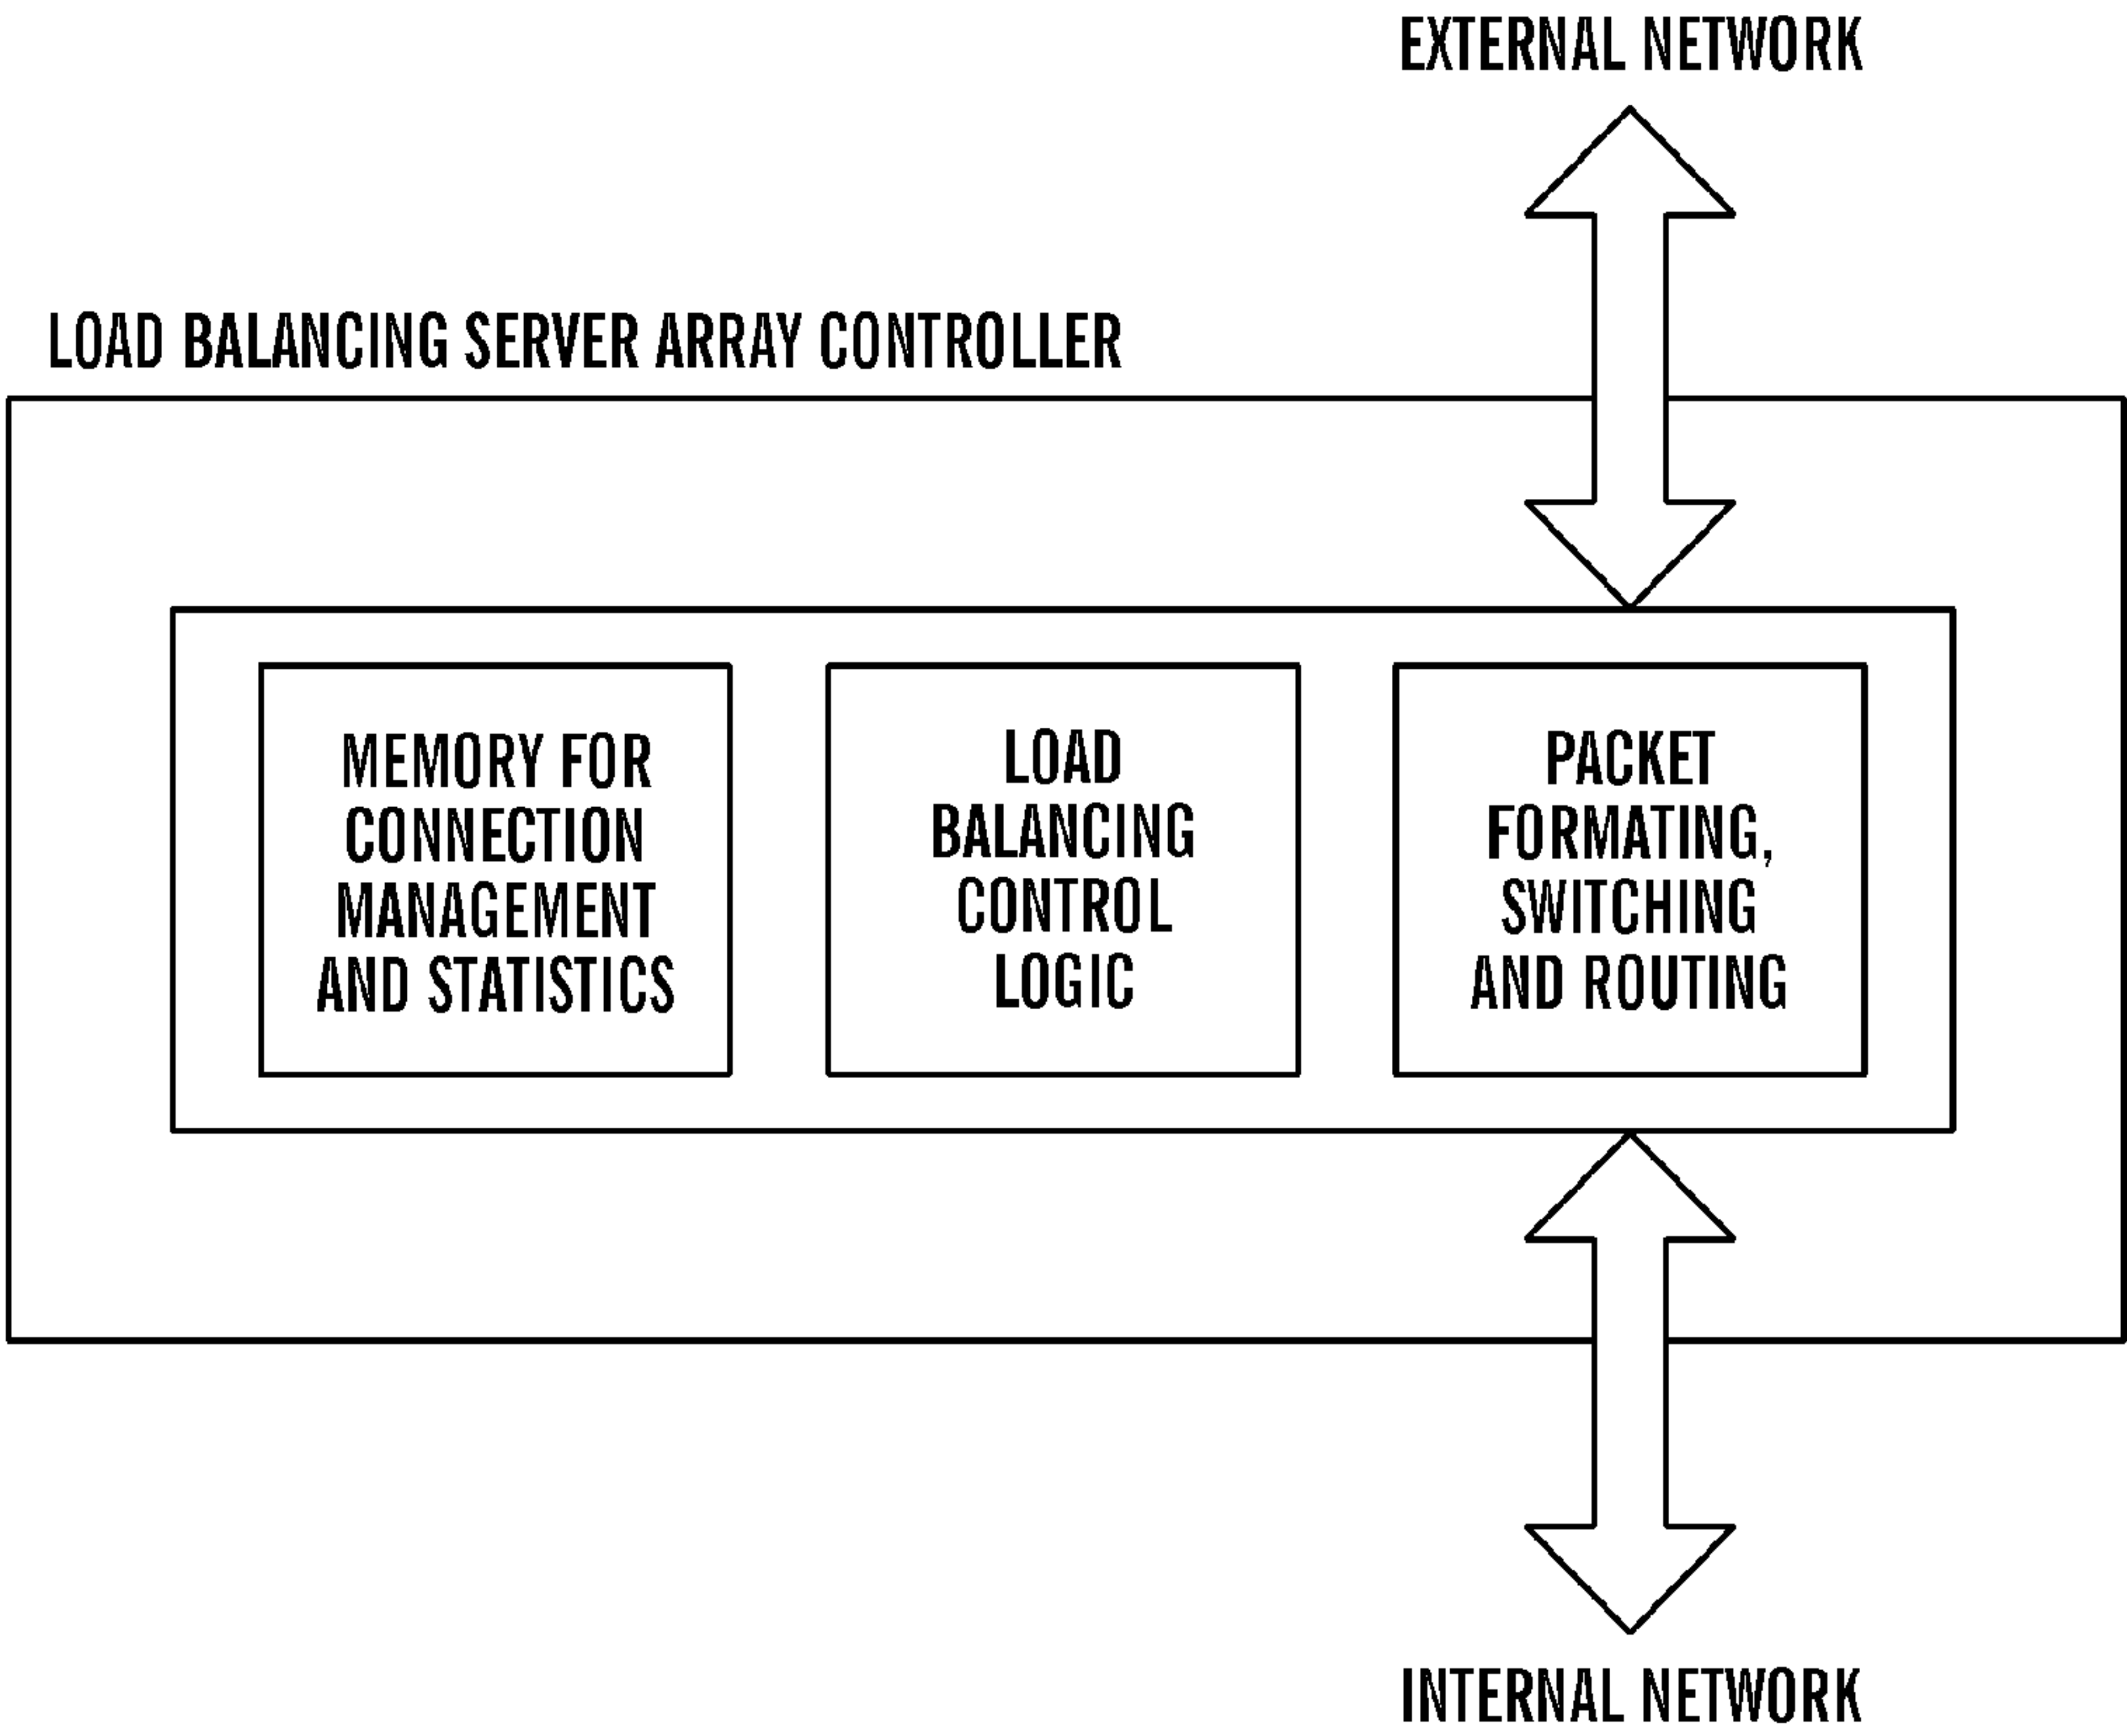 EXTERNAL NETWORK
LOAD BALANCING SERVER ARRAY CONTROLLER
MEMORY FOR
CONNECTION
MANAGEMENT
AND STATISTICS
LOAD
BALANCING
CONTROL
LOGIC
PACKET
FORMATING,
SWITCHING
AND ROUTING
INTERNAL NETWORK